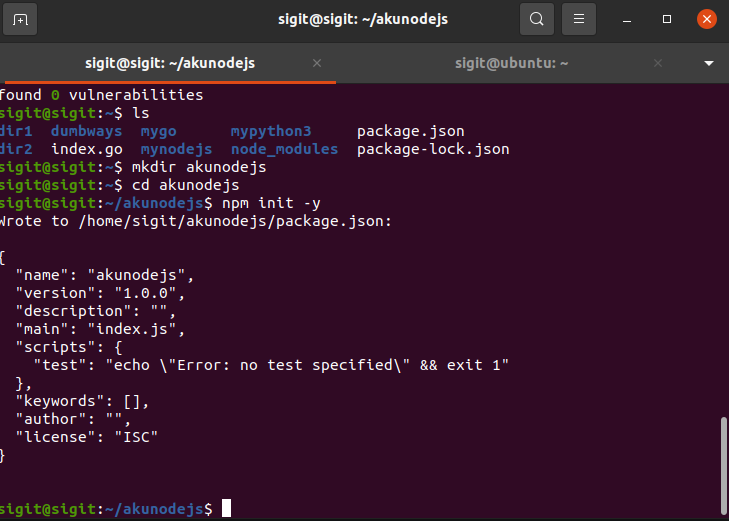 sigit@sigit: ~/akunodejs
sigit@sigit: ~/akunodejs
sigit@ubuntu: ~
found 0 vulnerabilities
sigit@sigit:~$ ls
dir1 dumbways mygo mypython3 package.json
dir2 index.go mynodejs node_modules package-lock.json
sigit@sigit:~$ mkdir akunodejs
sigit@sigit:~$ cd akunodejs
sigit@sigit:~/akunodejs$ npm init -y
Wrote to /home/sigit/akunodejs/package.json:
{
"name": "akunodejs",
"version": "1.0.0",
"description": "",
"main": "index.js",
"scripts": {
"test": "echo \"Error: no test specified\" && exit 1"
},
"keywords": [],
"author": "",
"license": "ISC"
}
sigit@sigit:~/akunodejs$